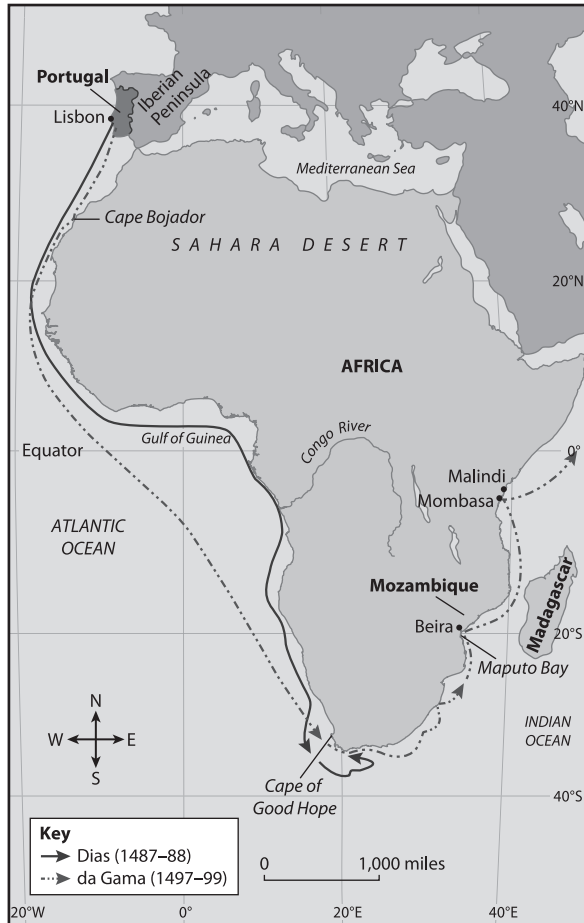 Portugal
Lisbon
Iberian
Peninsula
40°N
Mediterranean Sea
Cape Bojador
SAHARA DESERT
20°N
AFRICA
Gulf of Guinea
Congo River
Equator
0°
Malindi
Mombasa
ATLANTIC
OCEAN
Mozambique
Madagascar
Beira
20°S
Maputo Bay
N
W
E
S
INDIAN
OCEAN
Cape of
Good Hope
40°S
Key
Dias (1487–88)
da Gama (1497–99)
0
1,000 miles
20°W
0°
20°E
40°E